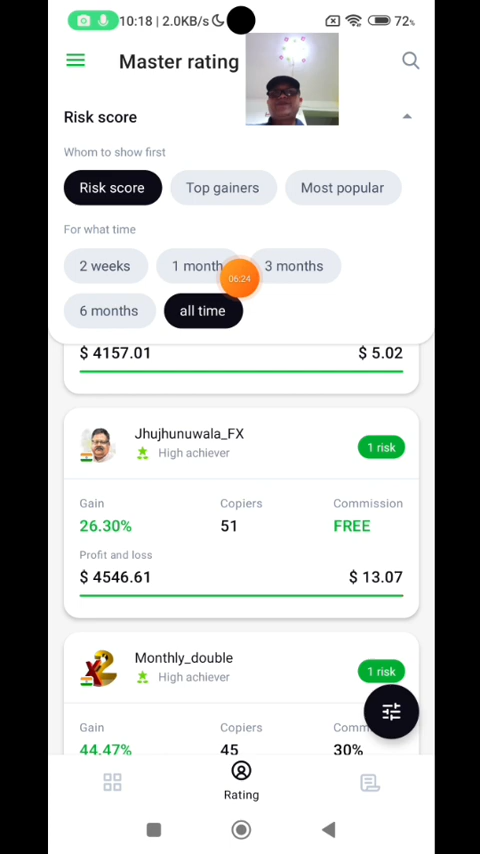 10:18 | 2.0KB/s
72%
Master rating
Risk score
Whom to show first
Risk score Top gainers Most popular
For what time
2 weeks 1 month 3 months
06:24
6 months all time
$ 4157.01 $ 5.02
Jhujhunuwala_FX
High achiever
1 risk
Gain Copiers Commission
26.30% 51 FREE
Profit and loss
$ 4546.61 $ 13.07
Monthly_double
High achiever
1 risk
Gain Copiers Comm
44.47% 45 30%
Rating